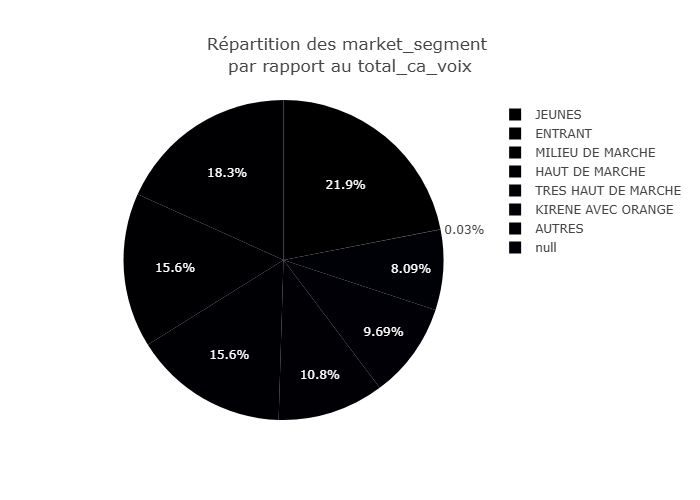 Répartition des market_segment
par rapport au total_ca_voix
JEUNES
ENTRANT
MILIEU DE MARCHE
HAUT DE MARCHE
TRES HAUT DE MARCHE
KIRENE AVEC ORANGE
AUTRES
null
18.3%
21.9%
0.03%
15.6%
8.09%
9.69%
15.6%
10.8%